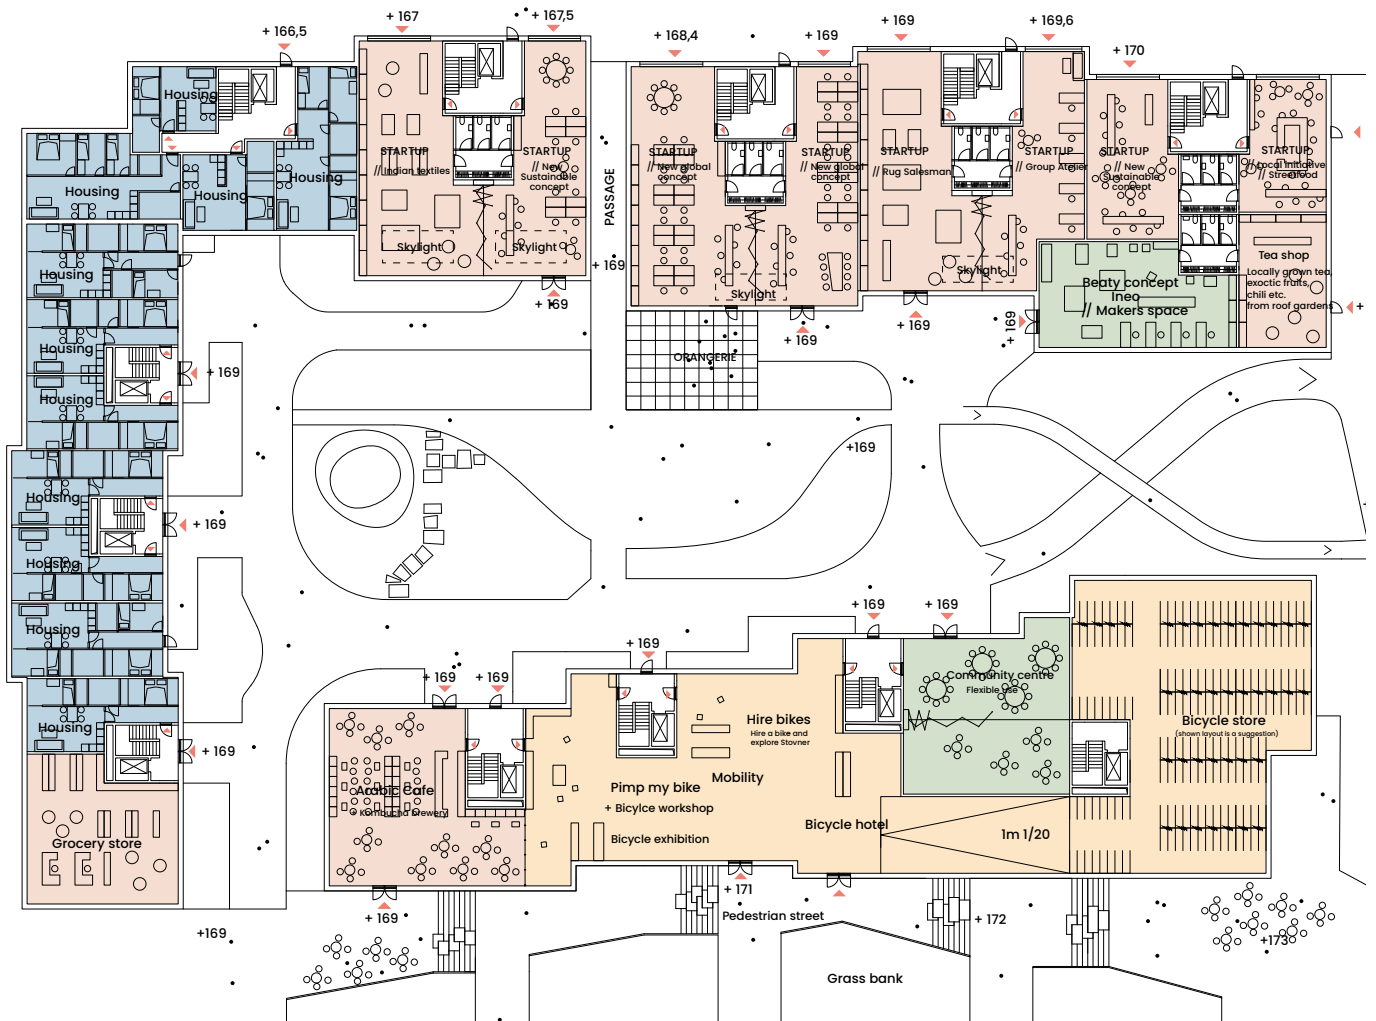 + 166,5
+ 167
+ 167,5
+ 168,4
+ 169
+ 169
+ 169,6
+ 170
Housing
Housing
Housing
Housing
STARTUP
// Indian textiles
STARTUP
// New
Sustainable
concept
Skylight
Skylight
PASSAGE
+ 169
+ 169
STARTUP
// New global
concept
STARTUP
// New global
concept
Skylight
+ 169
STARTUP
// Rug Salesman
STARTUP
// Group Atelier
Skylight
+ 169
STARTUP
// New
Sustainable
concept
STARTUP
// Local initiative
// Streetfood
Tea shop
Locally grown tea,
exoctic fruits,
chili etc.
from roof gardens
+
Beaty concept
Ineo
// Makers space
+ 169
ORANGERIE
Housing
Housing
+ 169
Housing
+169
Housing
+ 169
Housing
Housing
Housing
+ 169
Grocery store
+169
+ 169
+ 169
+ 169
+ 169
+ 169
Arabic Cafe
+ Kombucha brewery
+ 169
Hire bikes
Hire a bike and
explore Stovner
Mobility
Pimp my bike
+ Bicylce workshop
Bicycle exhibition
Bicycle hotel
1m 1/20
Community centre
Flexible use
Bicycle store
(shown layout is a suggestion)
+ 171
Pedestrian street
+ 172
+173
Grass bank